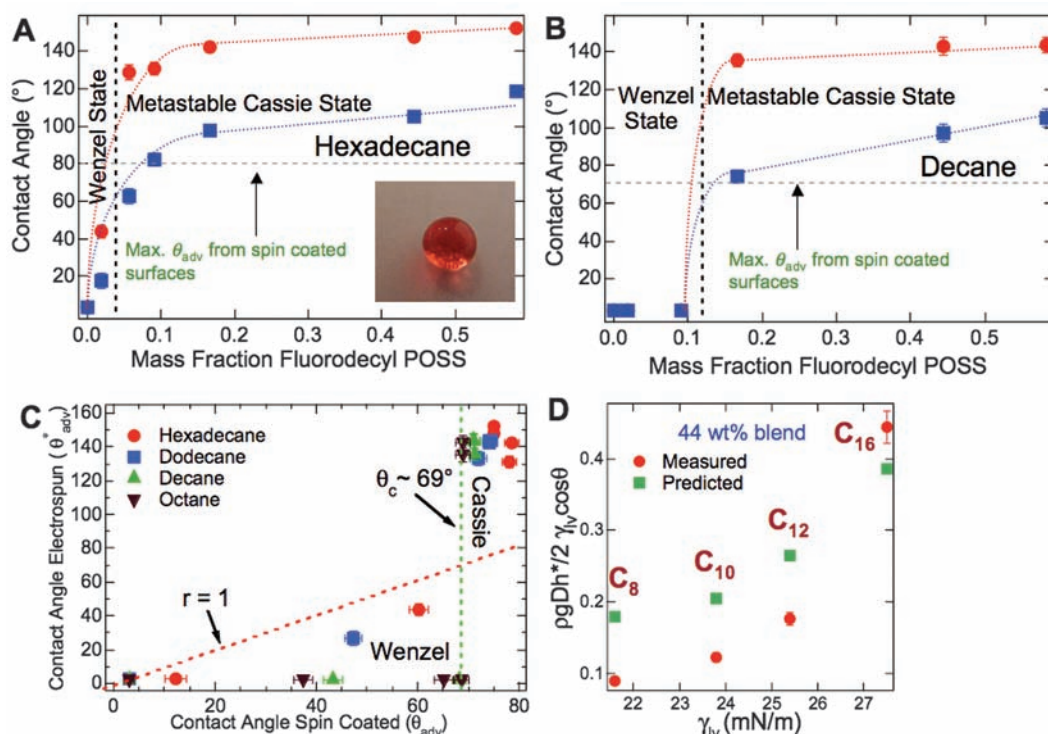 A
140
120
100
80
60
40
20
Contact Angle (°)
Wenzel State
Metastable Cassie State
Hexadecane
Max. θadv from spin coated
surfaces
0.0 0.1 0.2 0.3 0.4 0.5
Mass Fraction Fluorodecyl POSS
B
140
120
100
80
60
40
20
Contact Angle (°)
Wenzel
State
Metastable Cassie State
Decane
Max. θadv from spin coated
surfaces
0.0 0.1 0.2 0.3 0.4 0.5
Mass Fraction Fluorodecyl POSS
C
160
140
120
100
80
60
40
20
0
Contact Angle Electrospun (θ*adv)
Hexadecane
Dodecane
Decane
Octane
θc~ 69°
Cassie
r = 1
Wenzel
0 20 40 60 80
Contact Angle Spin Coated (θadv)
D
0.4
0.3
0.2
0.1
ρgDh*/2 γlvcosθ
44 wt% blend
Measured
Predicted
C16
C12
C10
C8
22 23 24 25 26 27
γlv (mN/m)